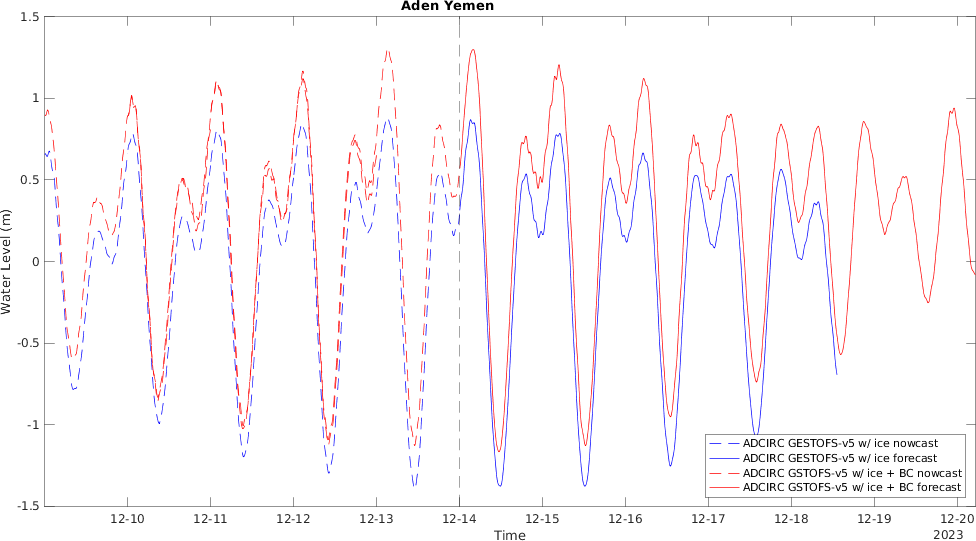 Aden Yemen
1.5
1
0.5
0
-0.5
-1
-1.5
Water Level (m)
12-10 12-11 12-12 12-13 12-14 12-15 12-16 12-17 12-18 12-19 12-20
Time
2023
ADCIRC GESTOFS-v5 w/ ice nowcast
ADCIRC GESTOFS-v5 w/ ice forecast
ADCIRC GSTOFS-v5 w/ ice + BC nowcast
ADCIRC GSTOFS-v5 w/ ice + BC forecast